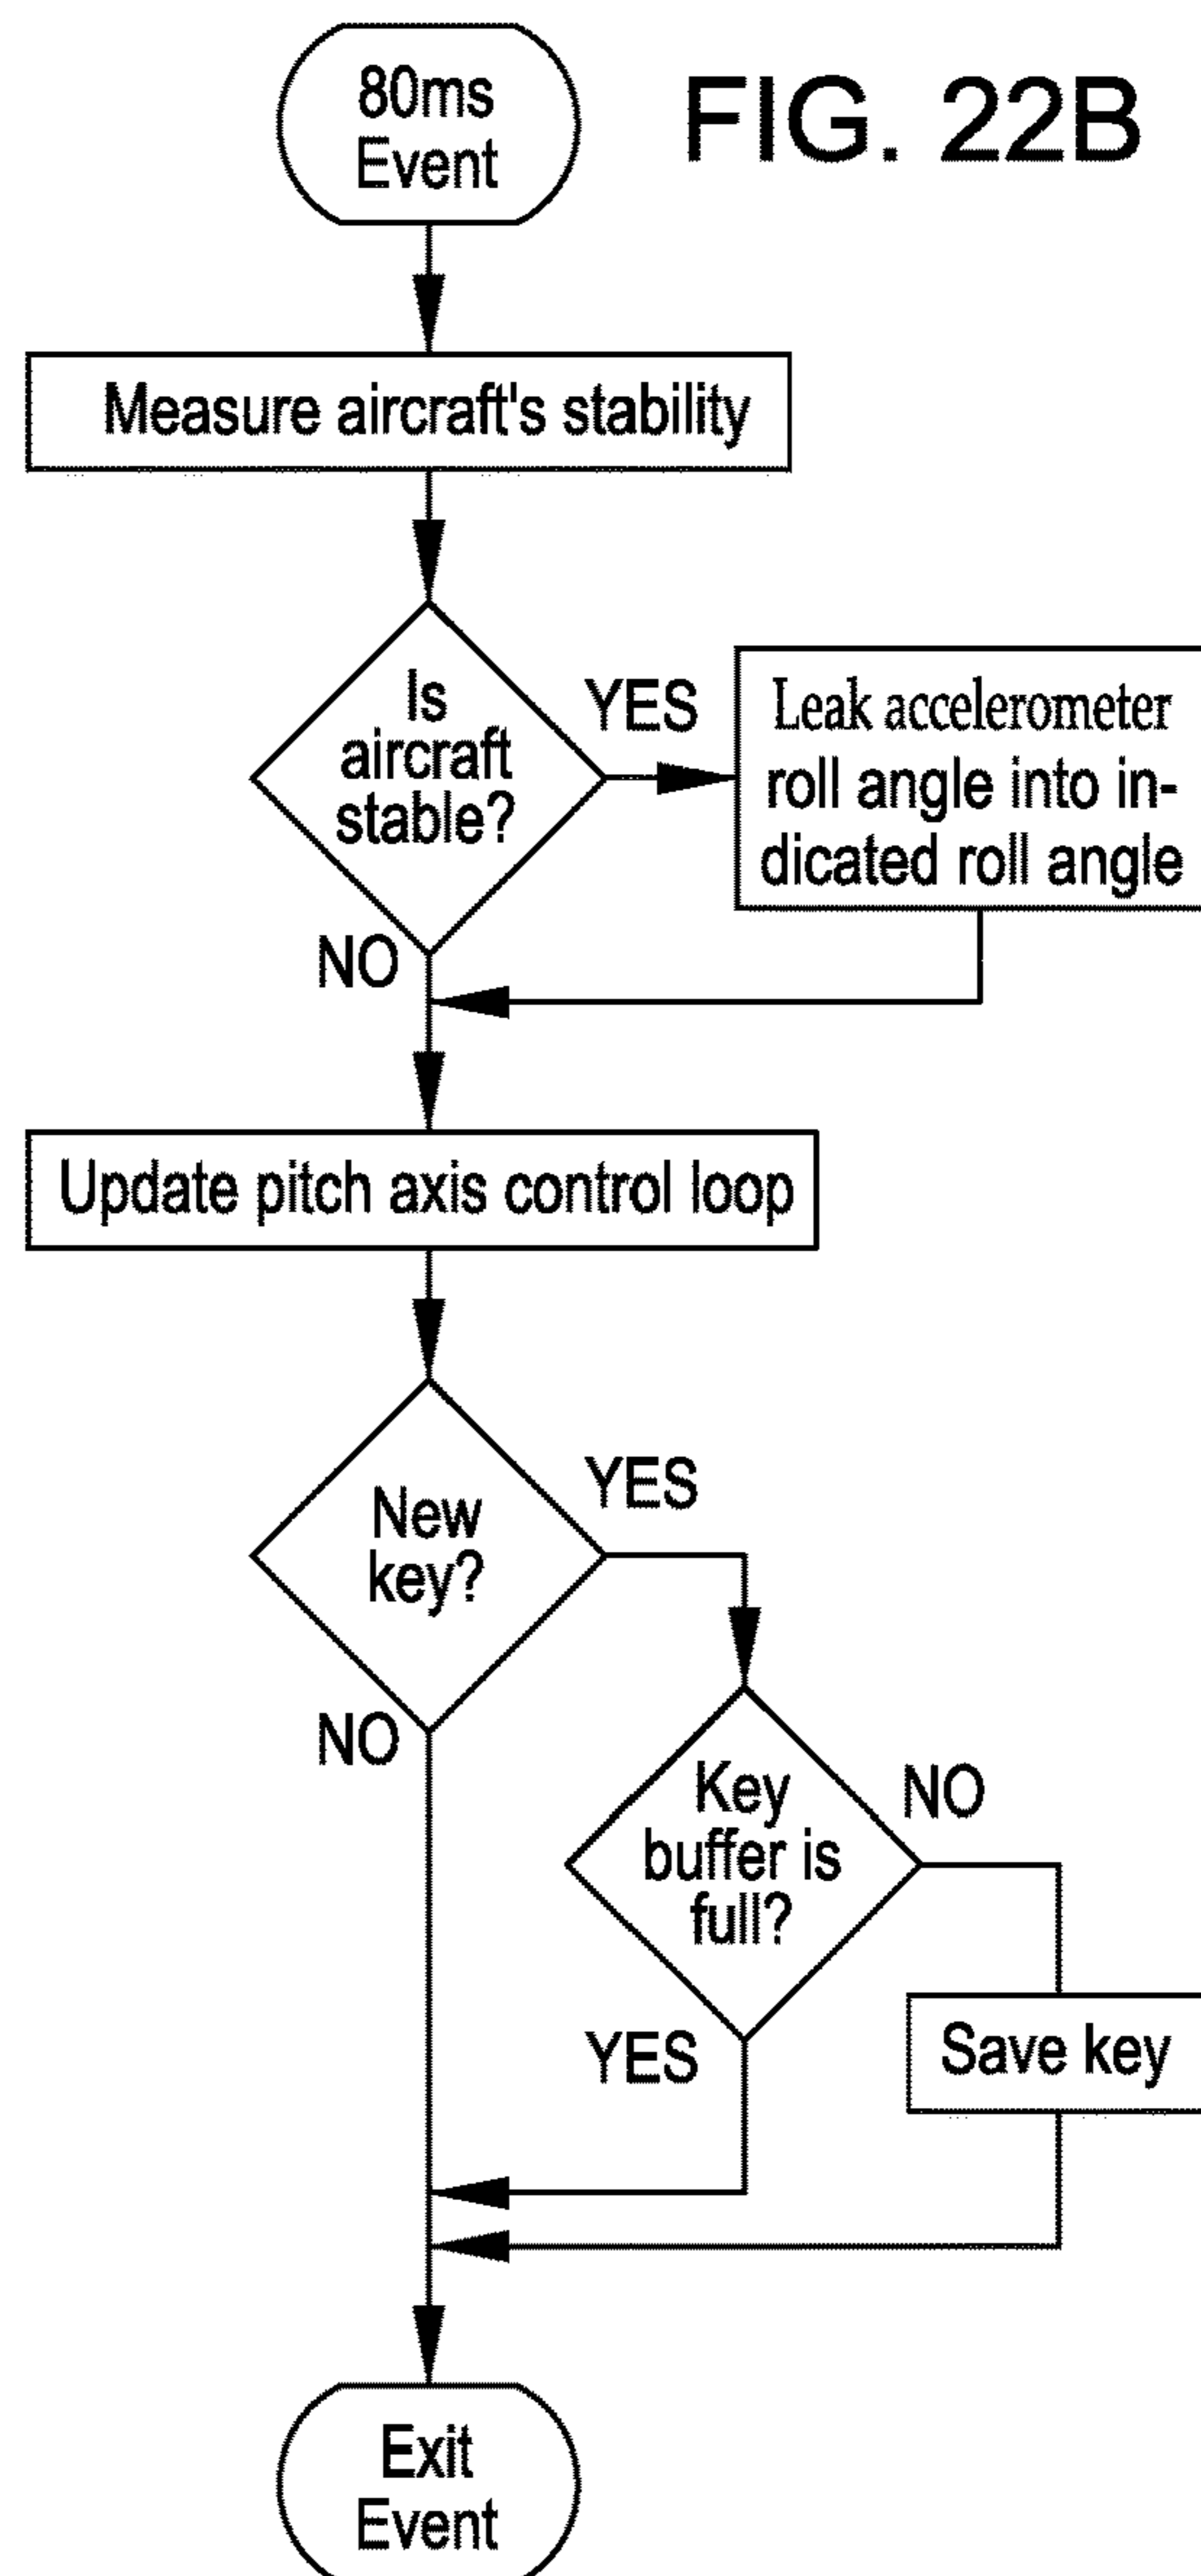 80ms
Event
FIG. 22B
Measure aircraft's stability
Is
aircraft
stable?
YES
Leak accelerometer
roll angle into in-
dicated roll angle
NO
Update pitch axis control loop
New
key?
YES
NO
Key
buffer is
full?
NO
YES
Save key
Exit
Event